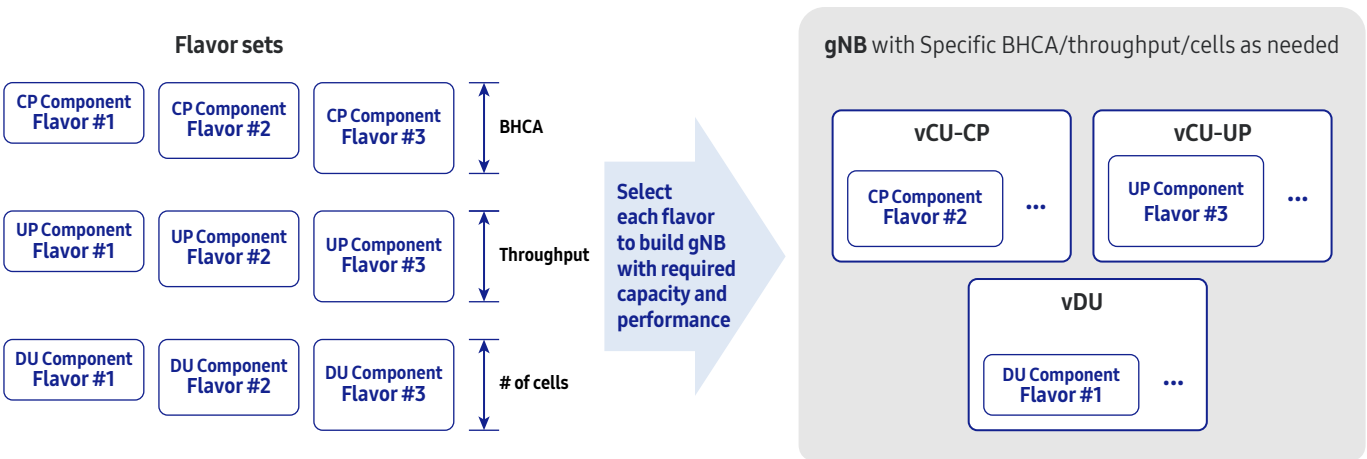 Flavor sets
CP Component
Flavor #1
CP Component
Flavor #2
CP Component
Flavor #3
BHCA
UP Component
Flavor #1
UP Component
Flavor #2
UP Component
Flavor #3
Throughput
DU Component
Flavor #1
DU Component
Flavor #2
DU Component
Flavor #3
# of cells
Select
each flavor
to build gNB
with required
capacity and
performance
gNB with Specific BHCA/throughput/cells as needed
vCU-CP
CP Component
Flavor #2
...
vCU-UP
UP Component
Flavor #3
...
vDU
DU Component
Flavor #1
...